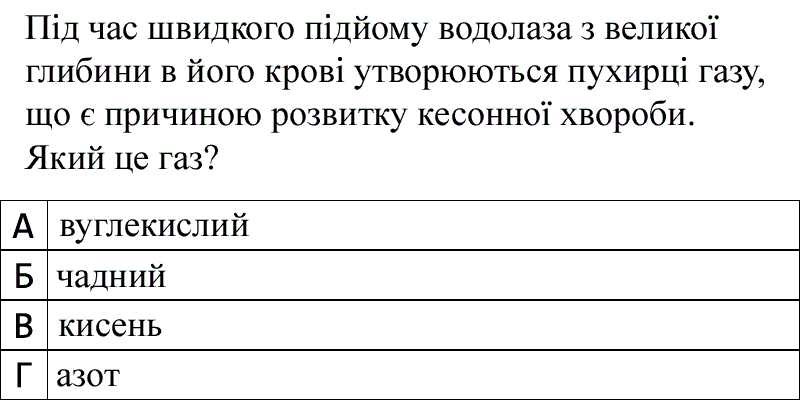 Під час швидкого підйому водолаза з великої
глибини в його крові утворюються пухирці газу,
що є причиною розвитку кесонної хвороби.
Який це газ?
А вуглекислий
Б чадний
В кисень
Г азот